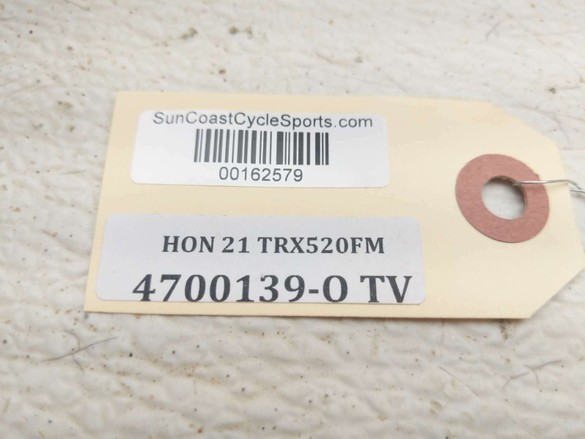 SunCoastCycleSports.com
00162579
HON 21 TRX520FM
4700139-O TV